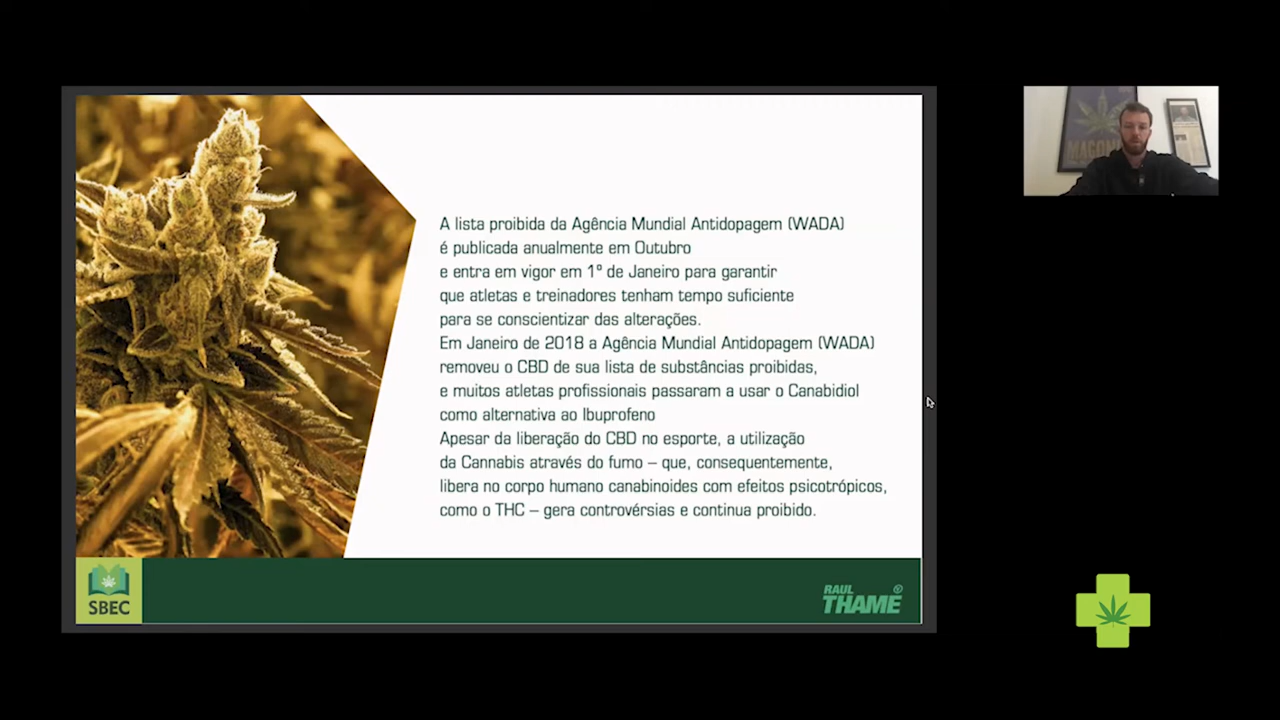 A lista proibida da Agência Mundial Antidopagem (WADA)
é publicada anualmente em Outubro
e entra em vigor em 1º de Janeiro para garantir
que atletas e treinadores tenham tempo suficiente
para se conscientizar das alterações.
Em Janeiro de 2018 a Agência Mundial Antidopagem (WADA)
removeu o CBD de sua lista de substâncias proibidas,
e muitos atletas profissionais passaram a usar o Canabidiol
como alternativa ao Ibuprofeno
Apesar da liberação do CBD no esporte, a utilização
da Cannabis através do fumo – que, consequentemente,
libera no corpo humano canabinoides com efeitos psicotrópicos,
como o THC – gera controvérsias e continua proibido.
SBEC
RAUL
THAME